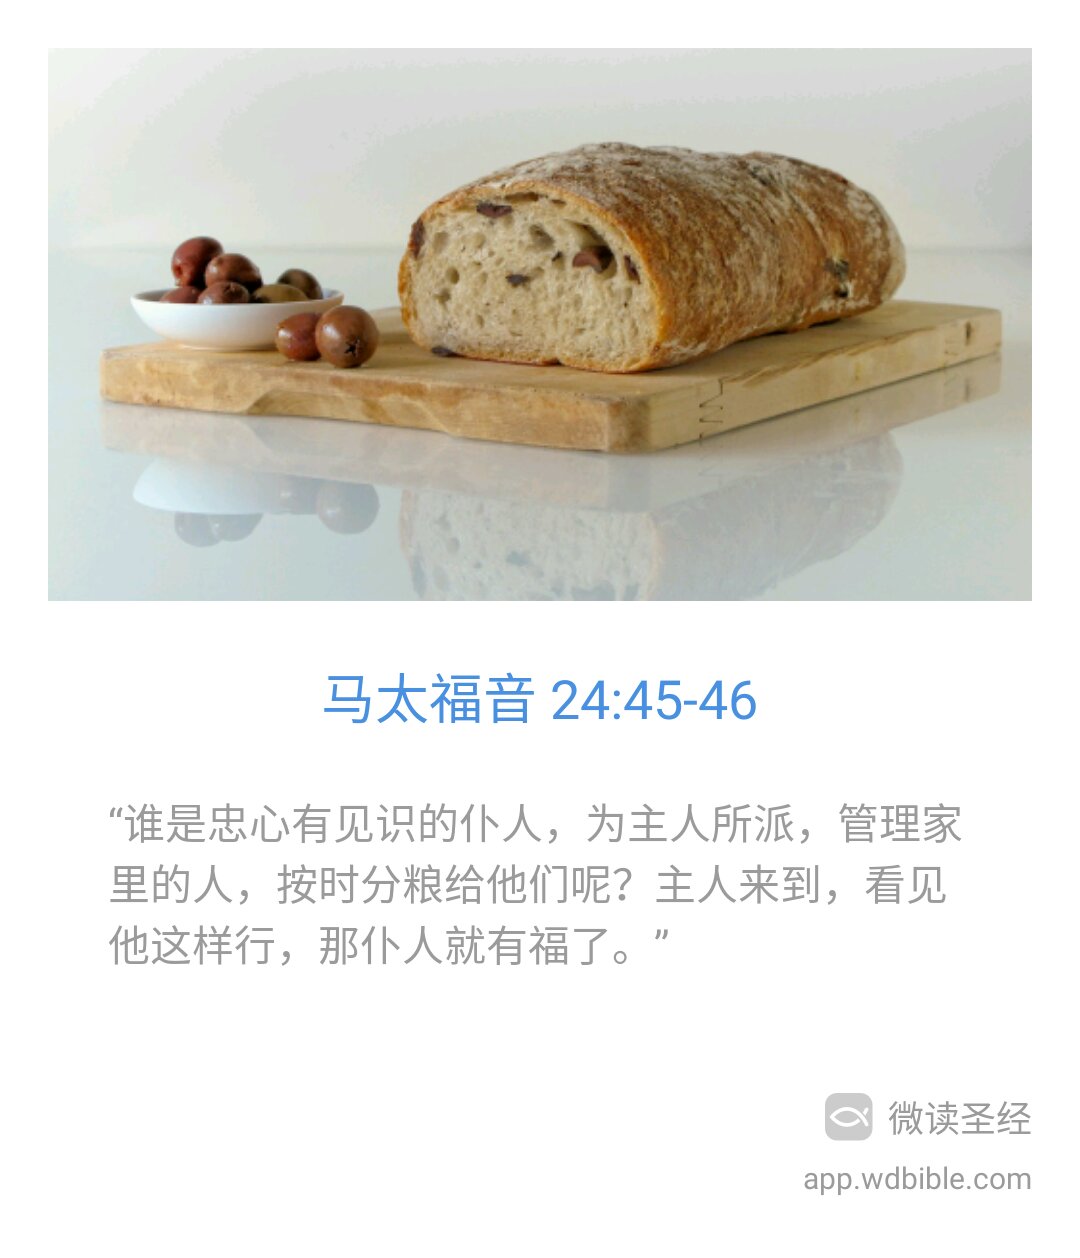 马太福音 24:45-46
“谁是忠心有见识的仆人，为主人所派，管理家
里的人，按时分粮给他们呢？主人来到，看见
他这样行，那仆人就有福了。”
微读圣经
app.wdbible.com